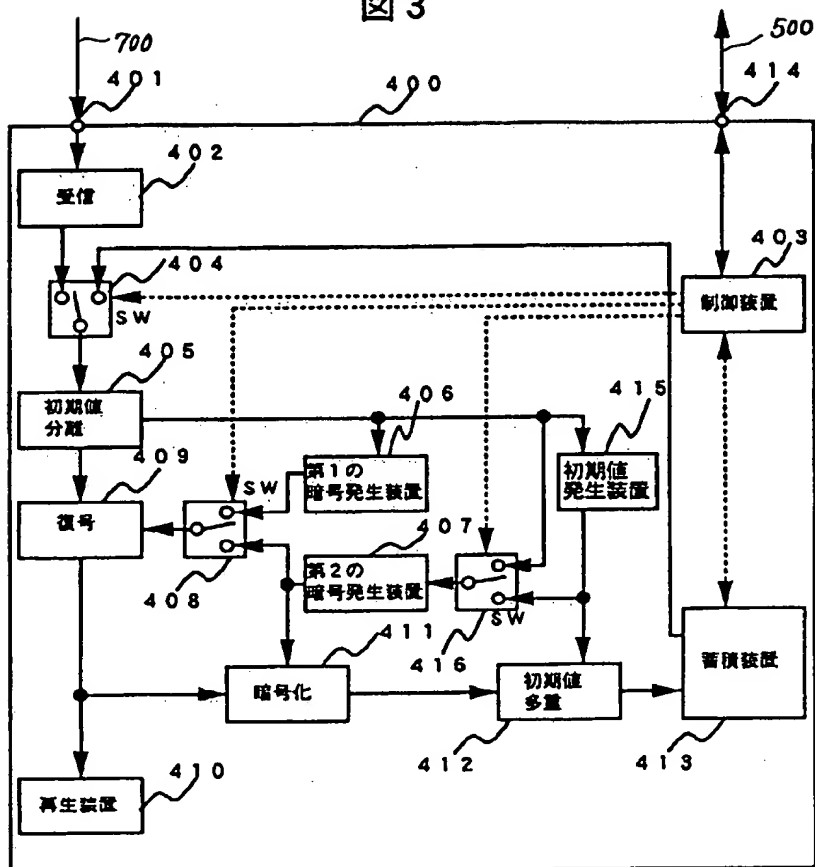 図3
700
500
401
400
414
402
受信
403
制御装置
404
SW
405
初期値
分離
406
415
第1の
暗号発生装置
初期値
発生装置
409
復号
SW
407
第2の
暗号発生装置
408
SW
411
416
暗号化
初期値
多重
蓄積装置
412
413
410
再生装置